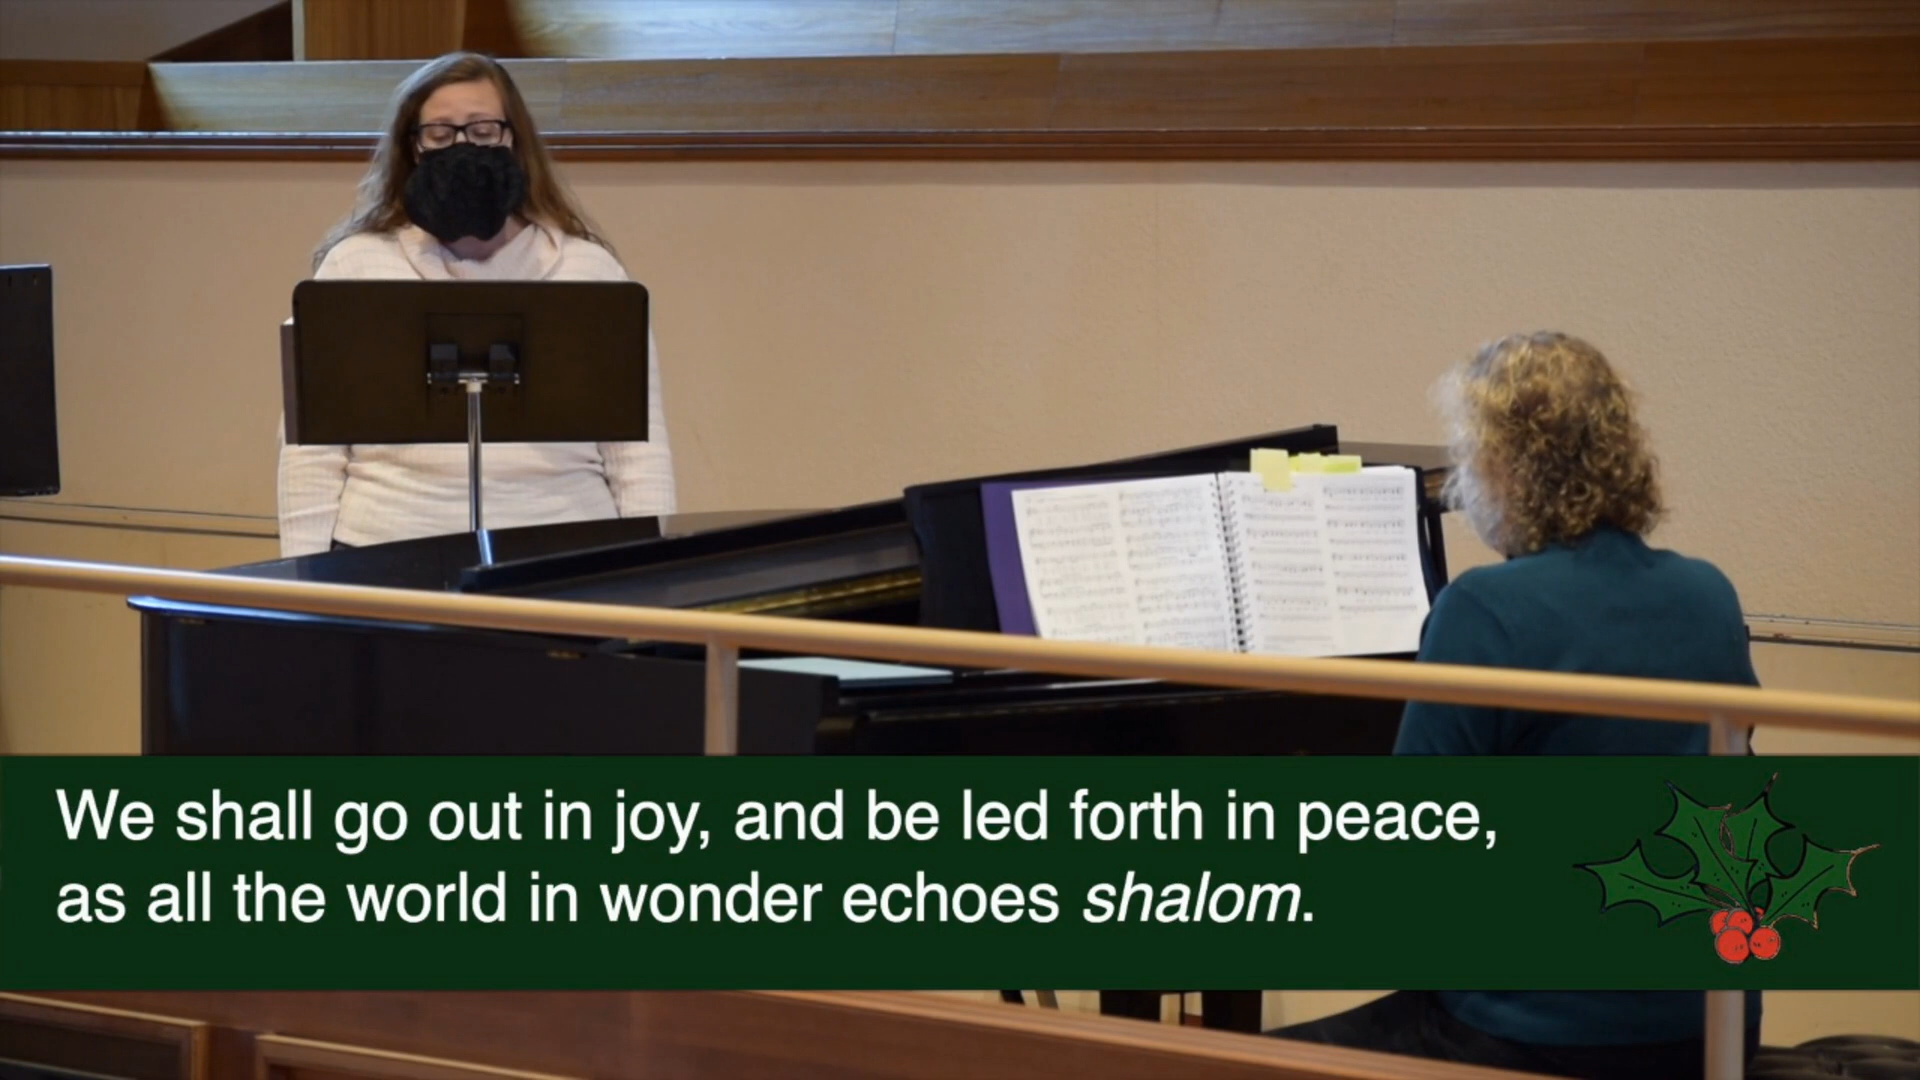 We shall go out in joy, and be led forth in peace,
as all the world in wonder echoes shalom.